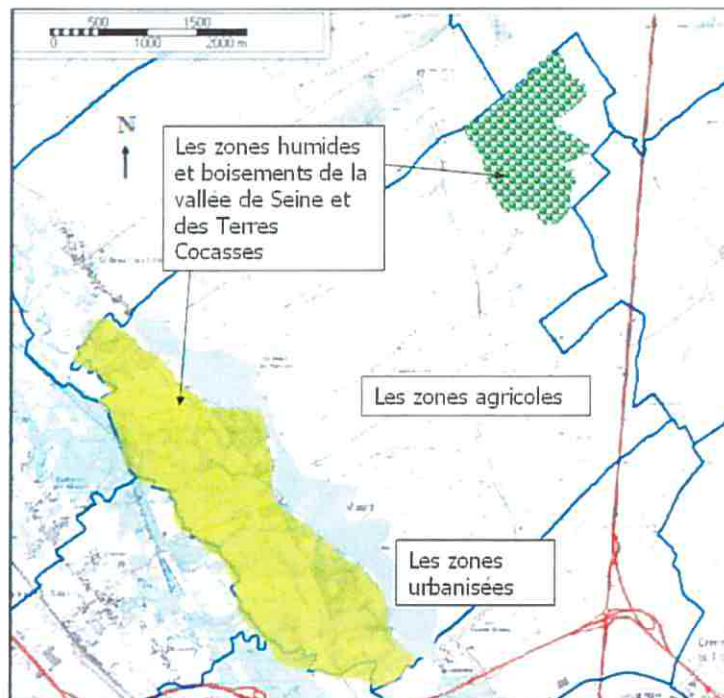 500 1500
0 1000 2000 m
N
Les zones humides
et boisements de la
vallée de Seine et
des Terres
Cocasses
Les zones agricoles
Les zones
urbanisées